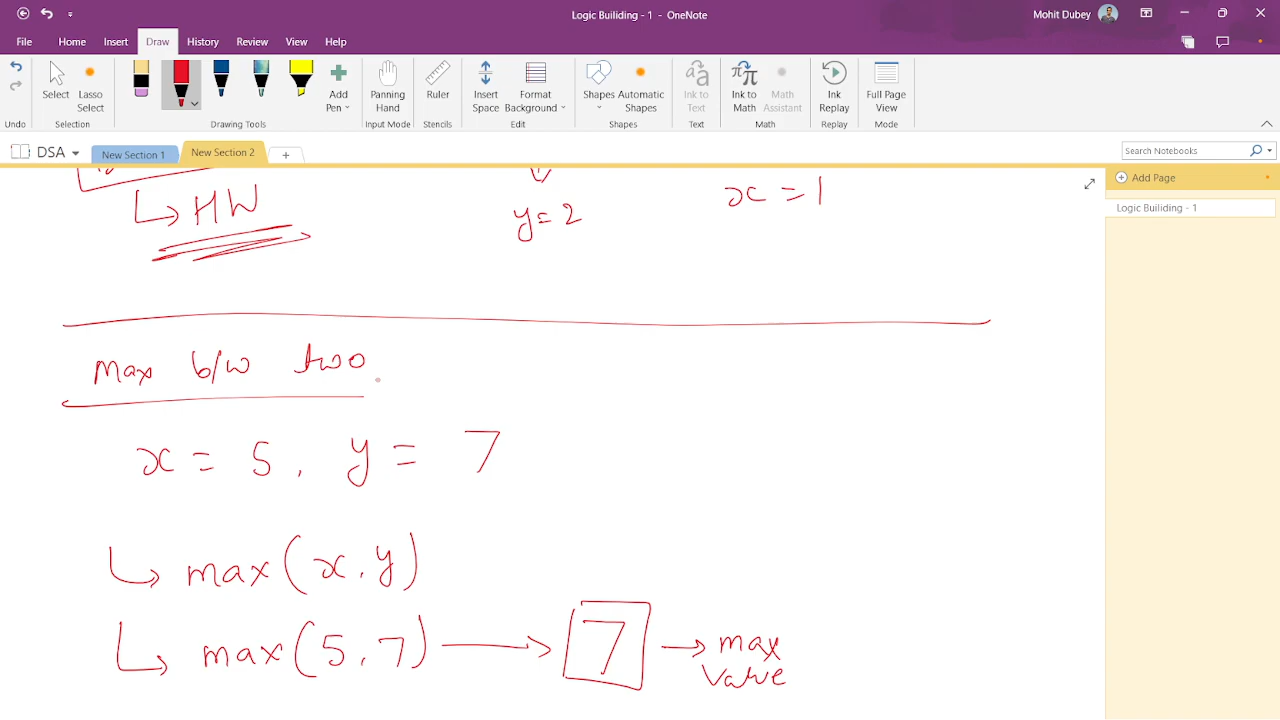 Logic Building - 1 - OneNote
Mohit Dubey
File Home Insert Draw History Review View Help
Undo
Select
Lasso Select
Add Pen
Panning Hand
Ruler
Insert Space
Format Background
Shapes
Automatic Shapes
Ink to Text
Ink to Math
Math Assistant
Ink Replay
Full Page View
Selection Drawing Tools Input Mode Stencils Edit Shapes Text Math Replay Mode
DSA New Section 1 New Section 2 +
Search Notebooks
Add Page
Logic Buiilding - 1
HW
y = 2
x = 1
Max b/w two
x = 5, y = 7
max(x,y)
max(5,7) → 7 → max
value